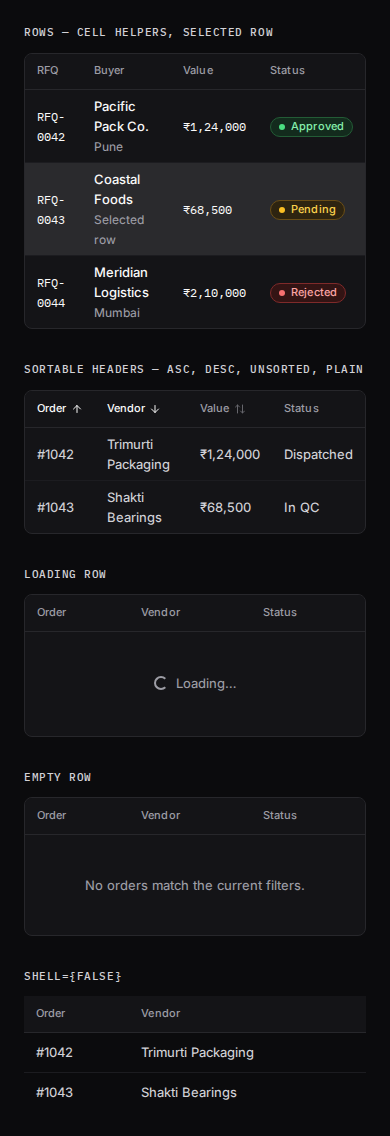 ROWS — CELL HELPERS, SELECTED ROW
RFQ Buyer Value Status
RFQ-0042 Pacific Pack Co. Pune ₹1,24,000 Approved
RFQ-0043 Coastal Foods Selected row ₹68,500 Pending
RFQ-0044 Meridian Logistics Mumbai ₹2,10,000 Rejected
SORTABLE HEADERS — ASC, DESC, UNSORTED, PLAIN
Order ↑ Vendor ↓ Value ↑↓ Status
#1042 Trimurti Packaging ₹1,24,000 Dispatched
#1043 Shakti Bearings ₹68,500 In QC
LOADING ROW
Order Vendor Status
Loading...
EMPTY ROW
Order Vendor Status
No orders match the current filters.
SHELL={FALSE}
Order Vendor
#1042 Trimurti Packaging
#1043 Shakti Bearings